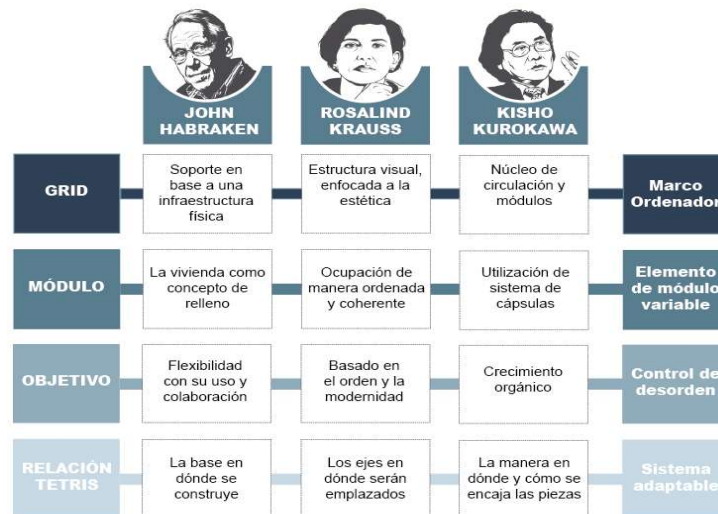 JOHN
HABRAKEN
ROSALIND
KRAUSS
KISHO
KUROKAWA
GRID
Soporte en
base a una
infraestructura
física
Estructura visual,
enfocada a la
estética
Núcleo de
circulación y
módulos
Marco
Ordenador
MÓDULO
La vivienda como
concepto de
relleno
Ocupación de
manera ordenada
y coherente
Utilización de
sistema de
cápsulas
Elemento
de módulo
variable
OBJETIVO
Flexibilidad
con su uso y
colaboración
Basado en
el orden y la
modernidad
Crecimiento
orgánico
Control de
desorden
RELACIÓN
TETRIS
La base en
dónde se
construye
Los ejes en
dónde serán
emplazados
La manera en
dónde y cómo se
encaja las piezas
Sistema
adaptable